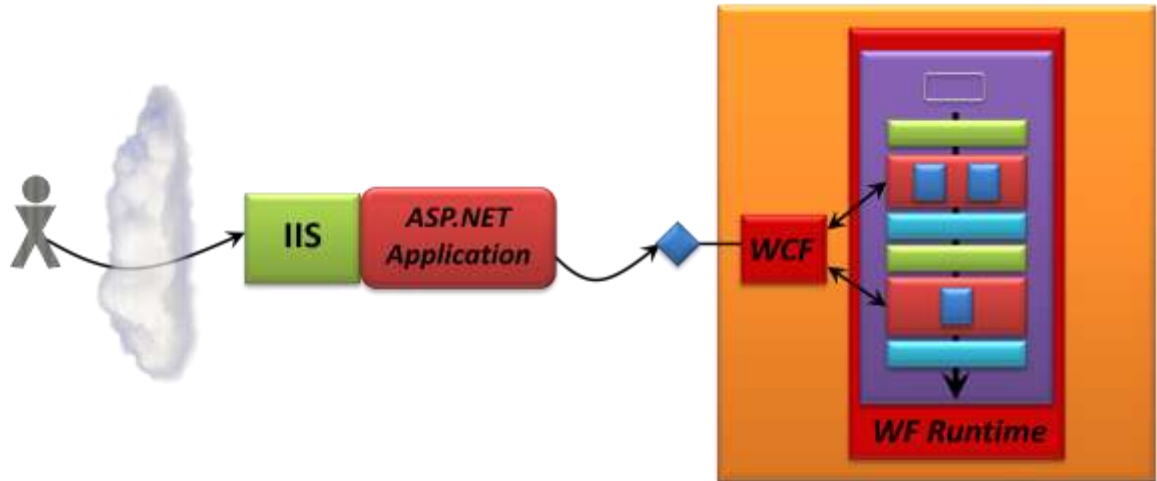 IIS
ASP.NET
Application
WCF
WF Runtime